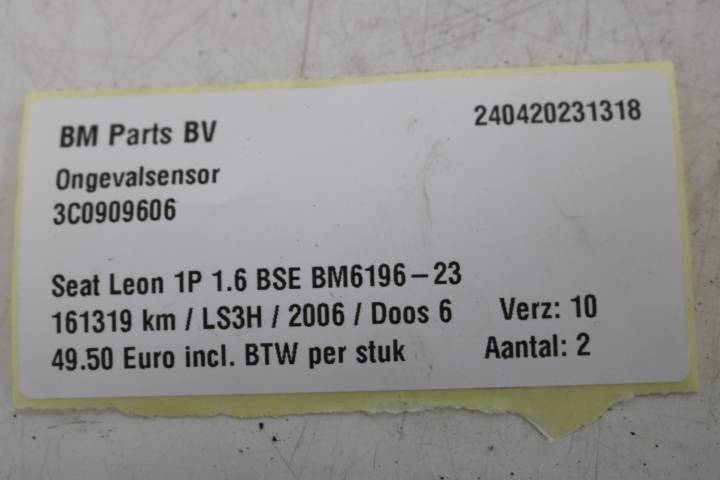 BM Parts BV 240420231318
Ongevalsensor
3C0909606
Seat Leon 1P 1.6 BSE BM6196-23
161319 km / LS3H / 2006 / Doos 6 Verz: 10
49.50 Euro incl. BTW per stuk Aantal: 2